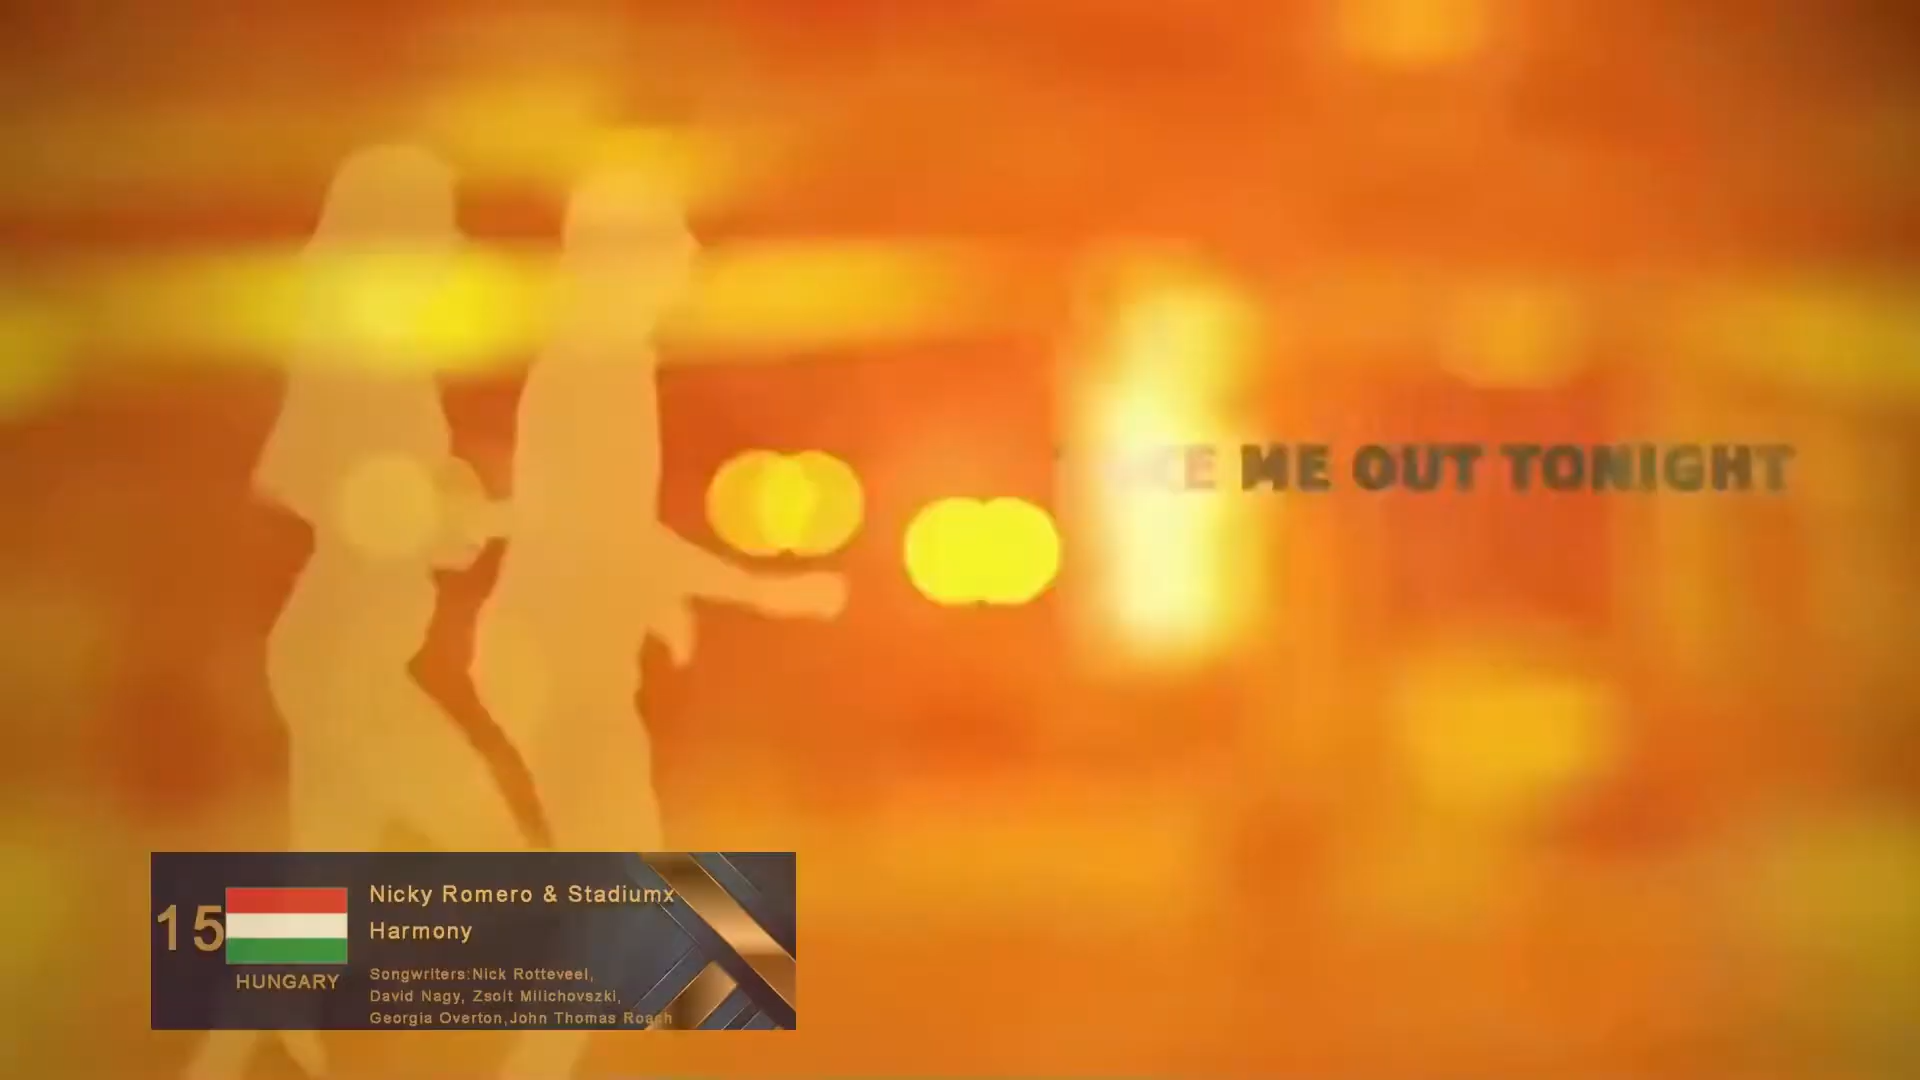 ME OUT TONIGHT
15
HUNGARY
Nicky Romero & Stadiumx
Harmony
Songwriters:Nick Rotteveel,
David Nagy, Zsolt Milichovszki,
Georgia Overton,John Thomas Roach